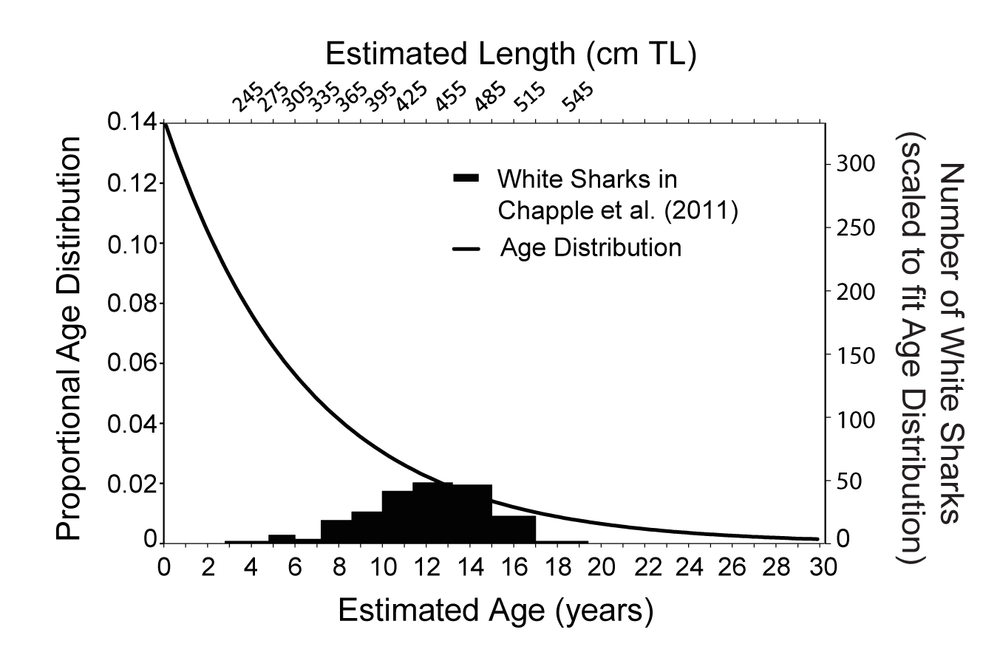 Estimated Length (cm TL)
245 275 305 335 365 395 425 455 485 515 545
Proportional Age Distirbution
0.14
0.12
0.10
0.08
0.06
0.04
0.02
0
White Sharks in
Chapple et al. (2011)
Age Distribution
300
250
200
150
100
50
0
Number of White Sharks
(scaled to fit Age Distribution)
0 2 4 6 8 10 12 14 16 18 20 22 24 26 28 30
Estimated Age (years)